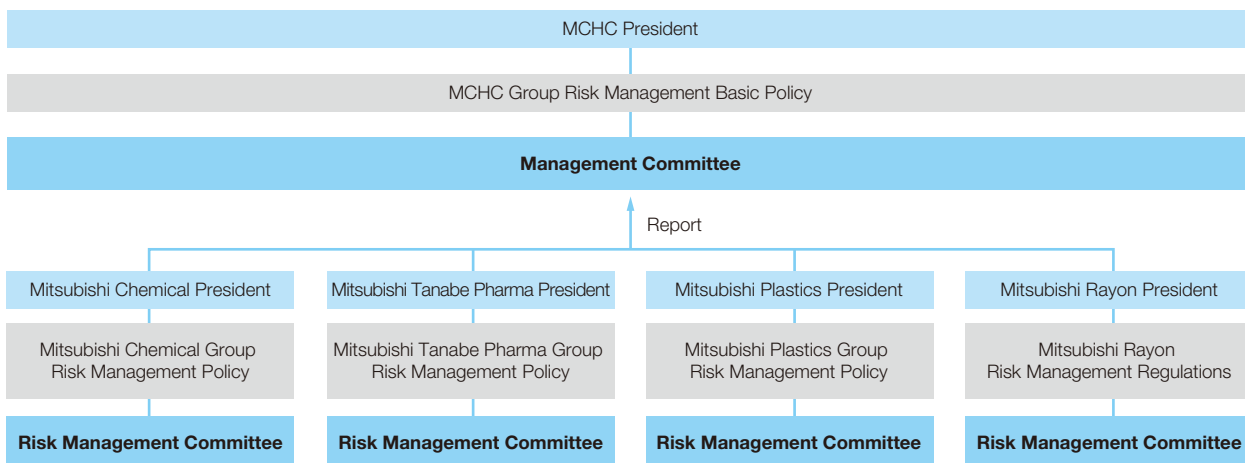 MCHC President
MCHC Group Risk Management Basic Policy
Management Committee
Report
Mitsubishi Chemical President
Mitsubishi Tanabe Pharma President
Mitsubishi Plastics President
Mitsubishi Rayon President
Mitsubishi Chemical Group
Risk Management Policy
Mitsubishi Tanabe Pharma Group
Risk Management Policy
Mitsubishi Plastics Group
Risk Management Policy
Mitsubishi Rayon
Risk Management Regulations
Risk Management Committee
Risk Management Committee
Risk Management Committee
Risk Management Committee